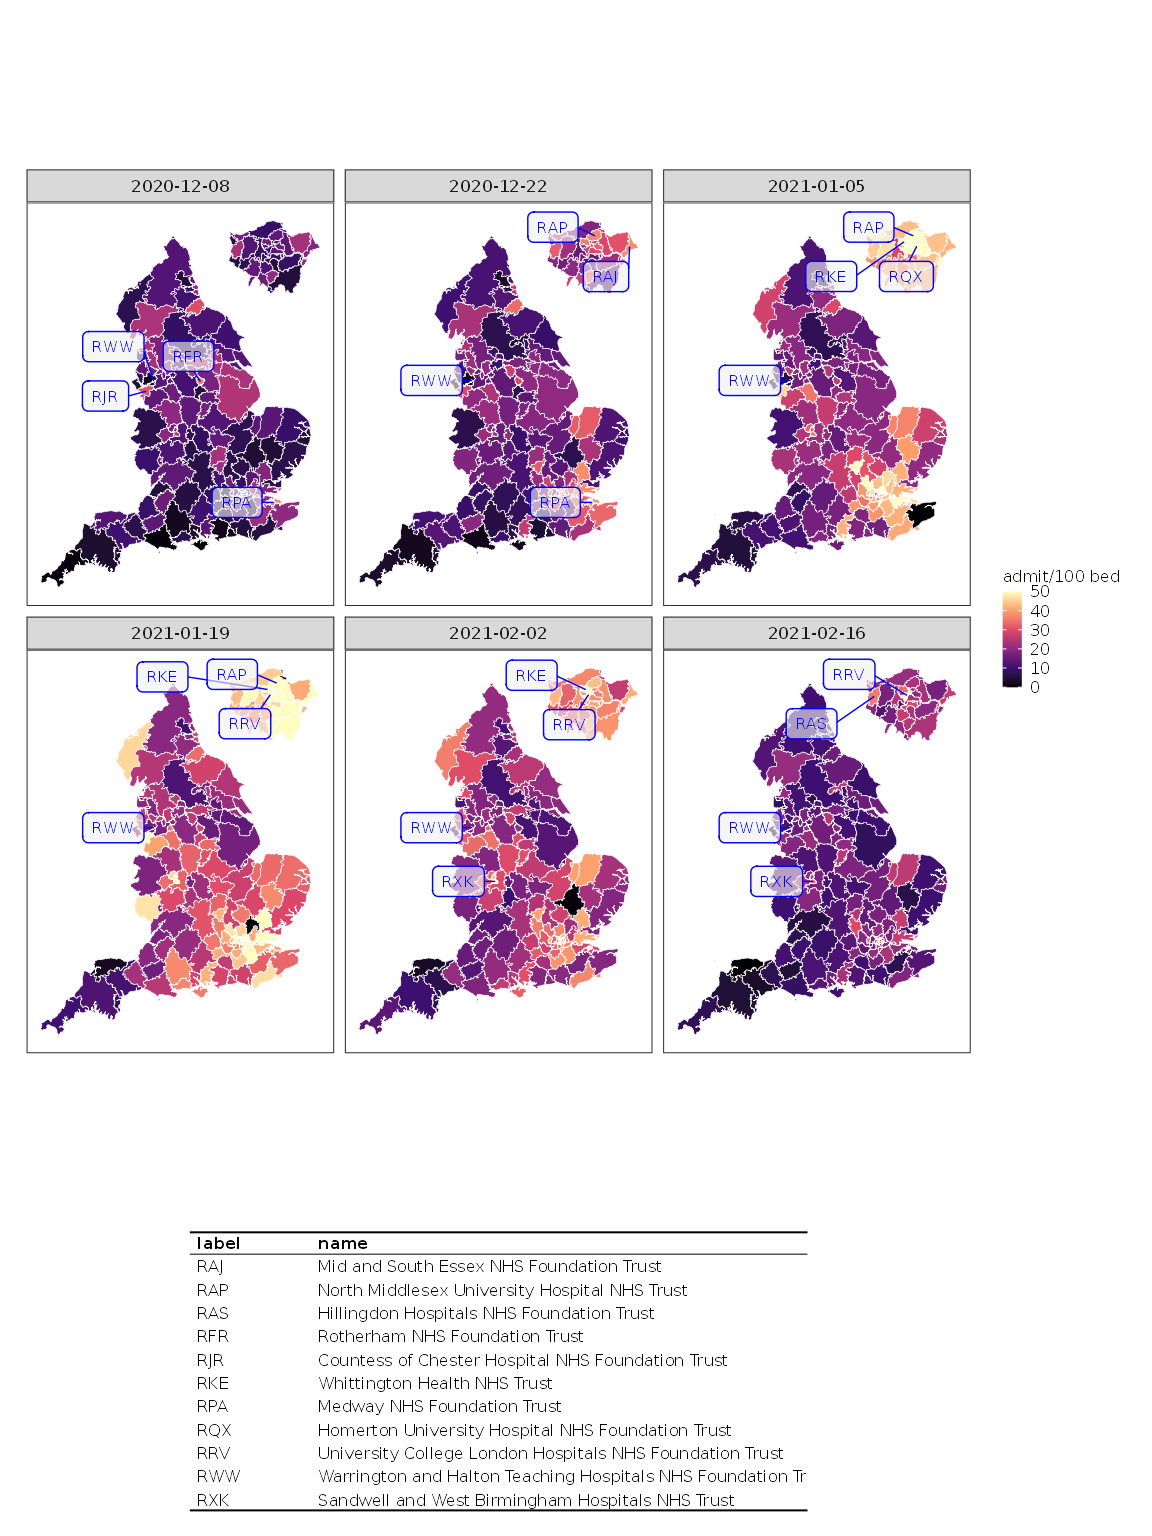 2020-12-08 2020-12-22 2021-01-05
RAP RAP
RAJ RKE RQX
RWW RFR
RJR RWW RWW
RPA RPA
admit/100 bed
50
40
30
20
10
0
2021-01-19 2021-02-02 2021-02-16
RKE RAP RKE RRV
RRV RRV RAS
RWW RWW RWW
RXK RXK
label name
RAJ Mid and South Essex NHS Foundation Trust
RAP North Middlesex University Hospital NHS Trust
RAS Hillingdon Hospitals NHS Foundation Trust
RFR Rotherham NHS Foundation Trust
RJR Countess of Chester Hospital NHS Foundation Trust
RKE Whittington Health NHS Trust
RPA Medway NHS Foundation Trust
RQX Homerton University Hospital NHS Foundation Trust
RRV University College London Hospitals NHS Foundation Trust
RWW Warrington and Halton Teaching Hospitals NHS Foundation Tr
RXK Sandwell and West Birmingham Hospitals NHS Trust